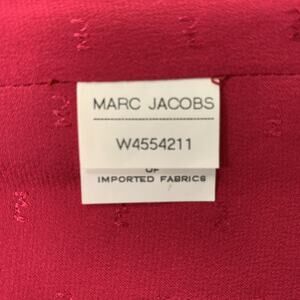 MARC JACOBS
W4554211
OF
IMPORTED FABRICS